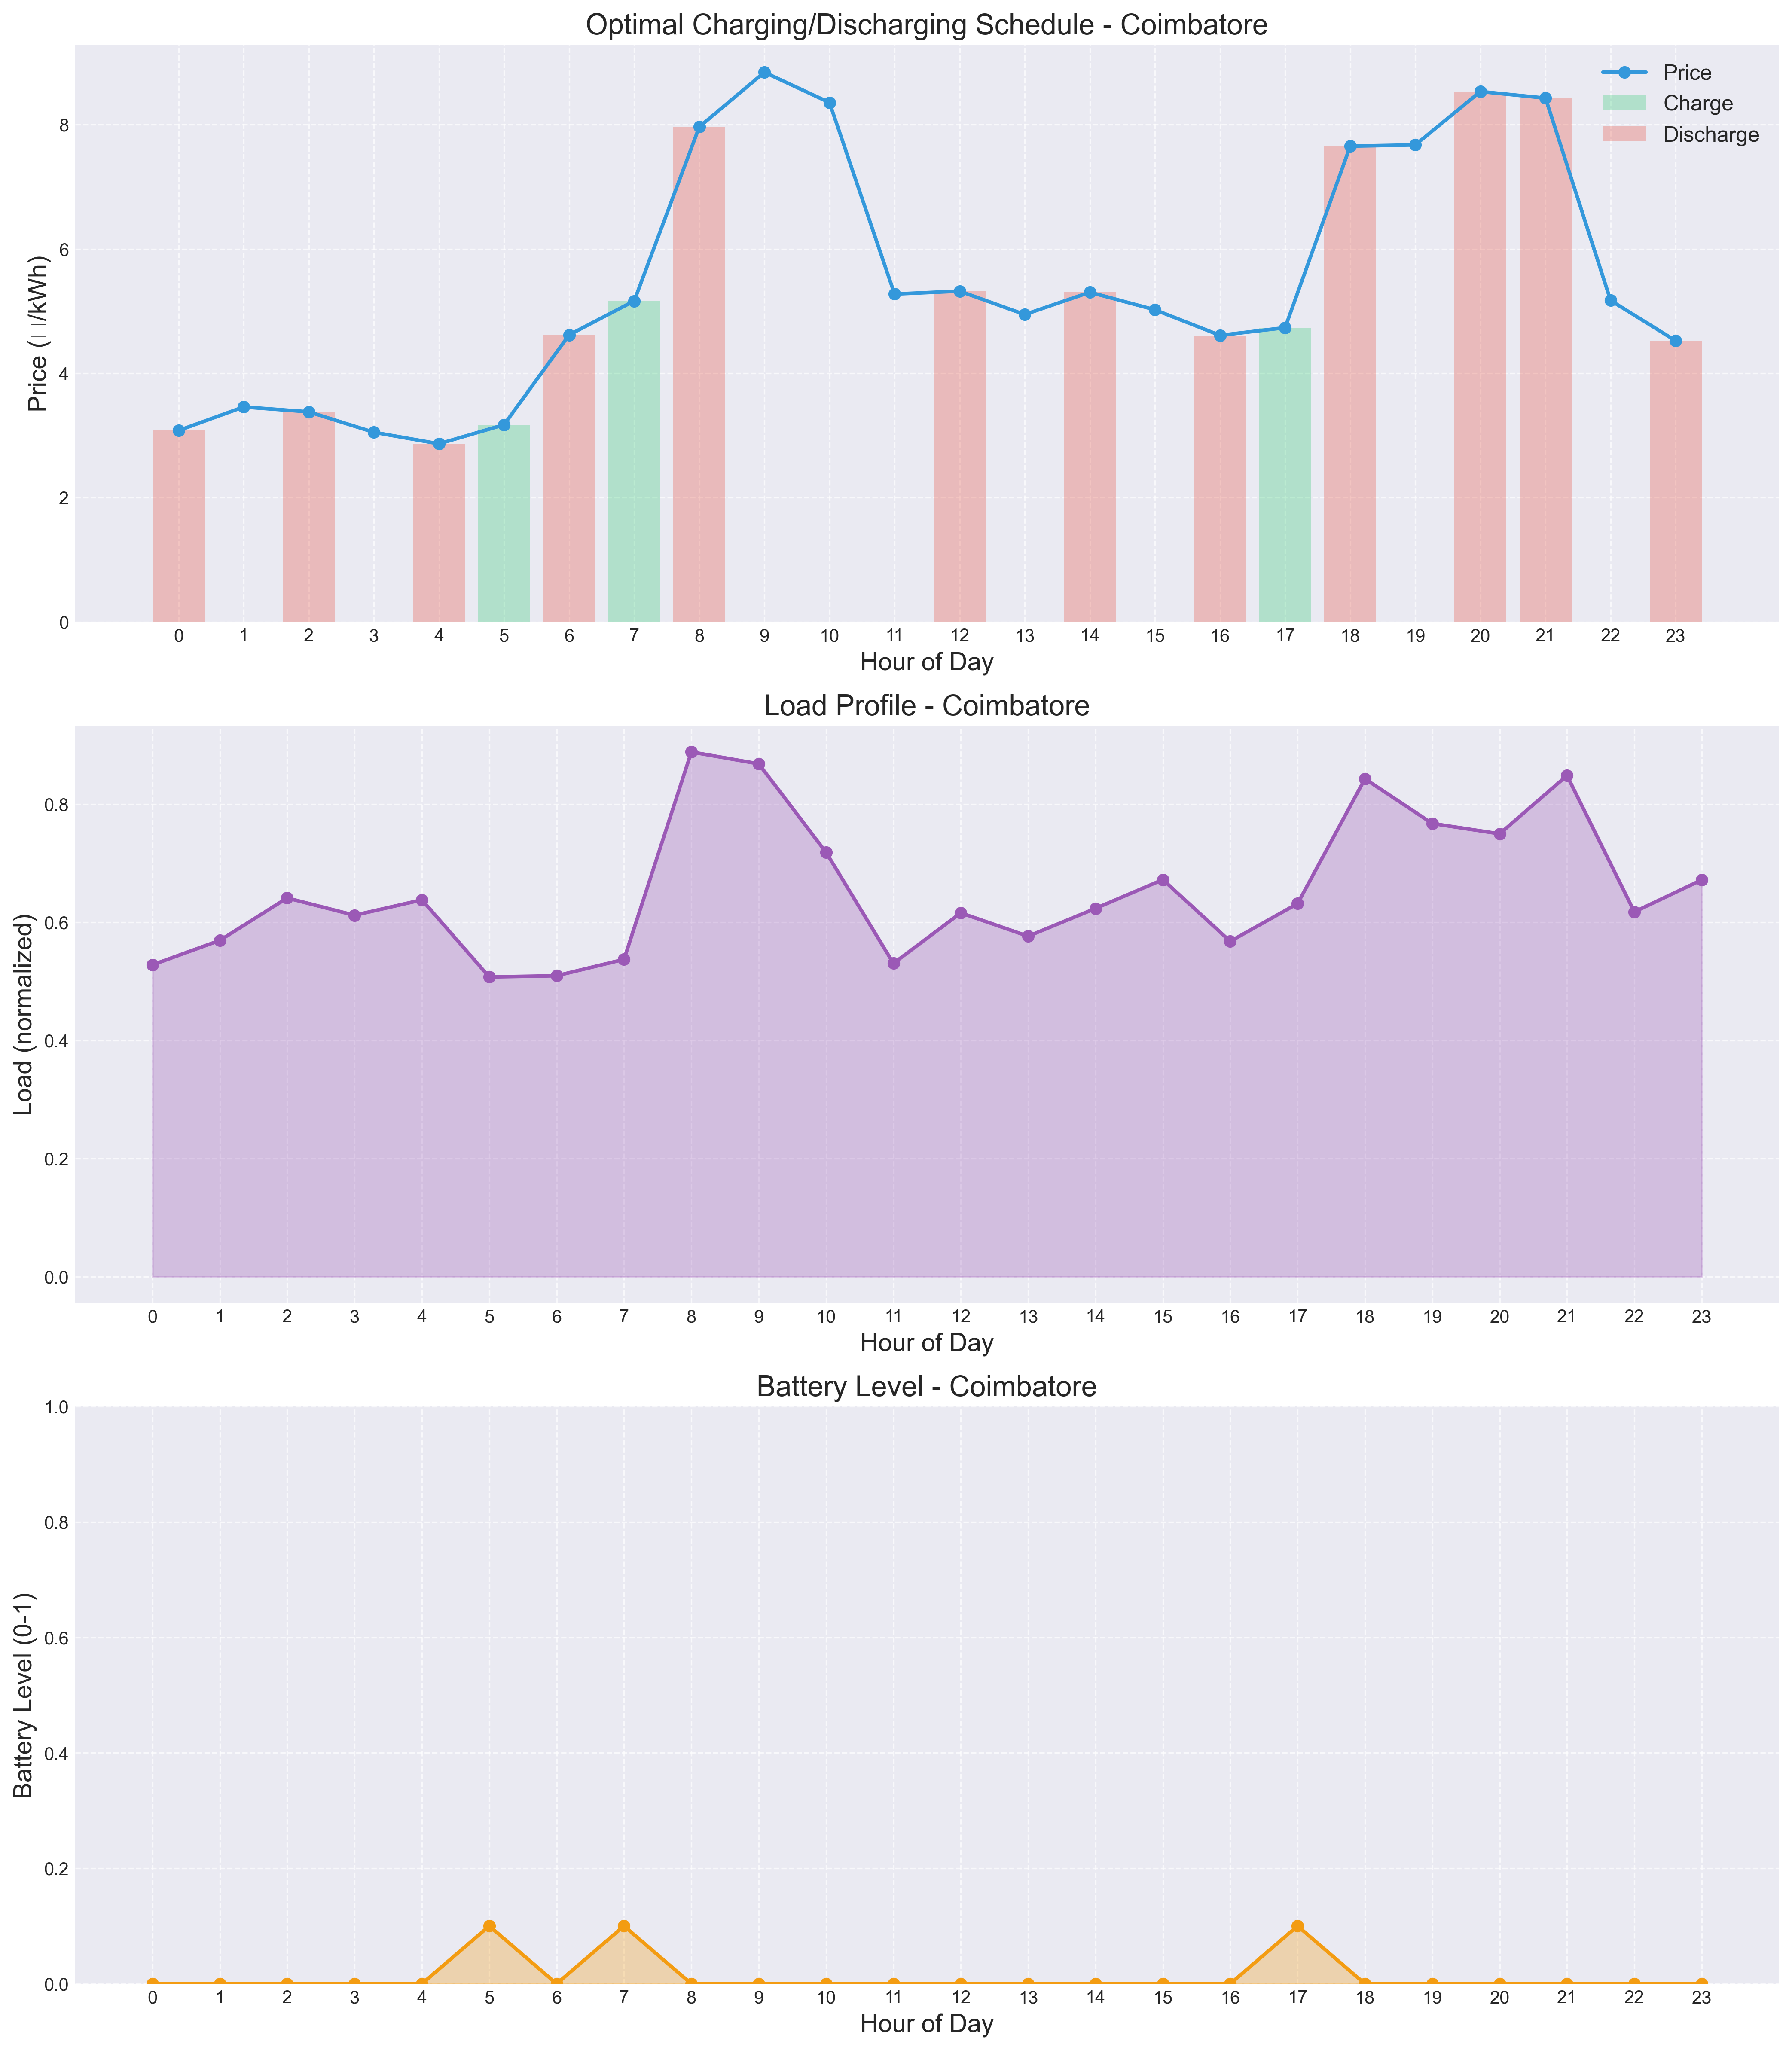 Optimal Charging/Discharging Schedule - Coimbatore
Price
Charge
Discharge
Price (□/kWh)
8
6
4
2
0
0 1 2 3 4 5 6 7 8 9 10 11 12 13 14 15 16 17 18 19 20 21 22 23
Hour of Day
Load Profile - Coimbatore
Load (normalized)
0.8
0.6
0.4
0.2
0.0
0 1 2 3 4 5 6 7 8 9 10 11 12 13 14 15 16 17 18 19 20 21 22 23
Hour of Day
Battery Level - Coimbatore
Battery Level (0-1)
1.0
0.8
0.6
0.4
0.2
0.0
0 1 2 3 4 5 6 7 8 9 10 11 12 13 14 15 16 17 18 19 20 21 22 23
Hour of Day